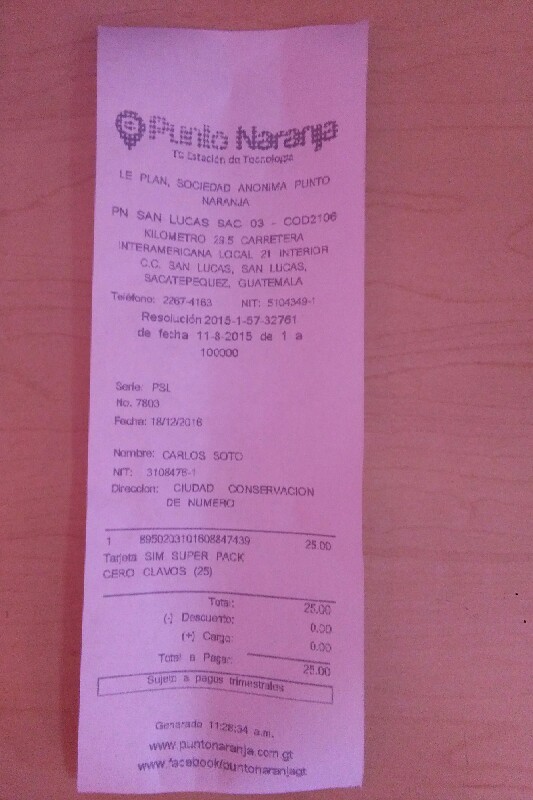 Punto Naranja
Tu Estación de Tecnología
LE PLAN, SOCIEDAD ANONIMA PUNTO
NARANJA
PN SAN LUCAS SAC 03 - COD2106
KILOMETRO 29.5 CARRETERA
INTERAMERICANA LOCAL 21 INTERIOR
C.C. SAN LUCAS, SAN LUCAS,
SACATEPEQUEZ, GUATEMALA
Teléfono: 2267-4163 NIT: 5104349-1
Resolución 2015-1-57-32761
de fecha 11-8-2015 de 1 a
100000
Serie: PSL
No. 7803
Fecha: 18/12/2016
Nombre: CARLOS SOTO
NIT: 3108478-1
Direccion: CIUDAD CONSERVACION
DE NUMERO
1 8950203101608847439 25.00
Tarjeta SIM SUPER PACK
CERO CLAVOS (25)
Total: 25.00
(-) Descuento: 0.00
(+) Cargo: 0.00
Total a Pagar: 25.00
Sujeto a pagos trimestrales
Generado 11:28:34 a.m.
www.puntonaranja.com.gt
www.facebook/puntonaranjagt